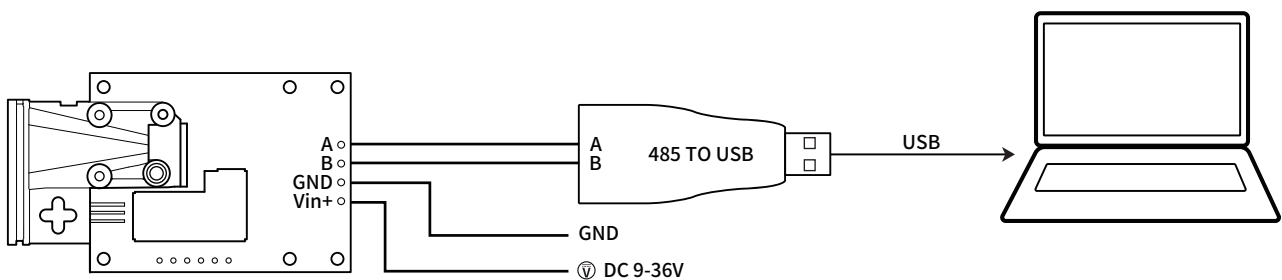 A
B
GND
Vin+
A
B
485 TO USB
USB
GND
V DC 9-36V